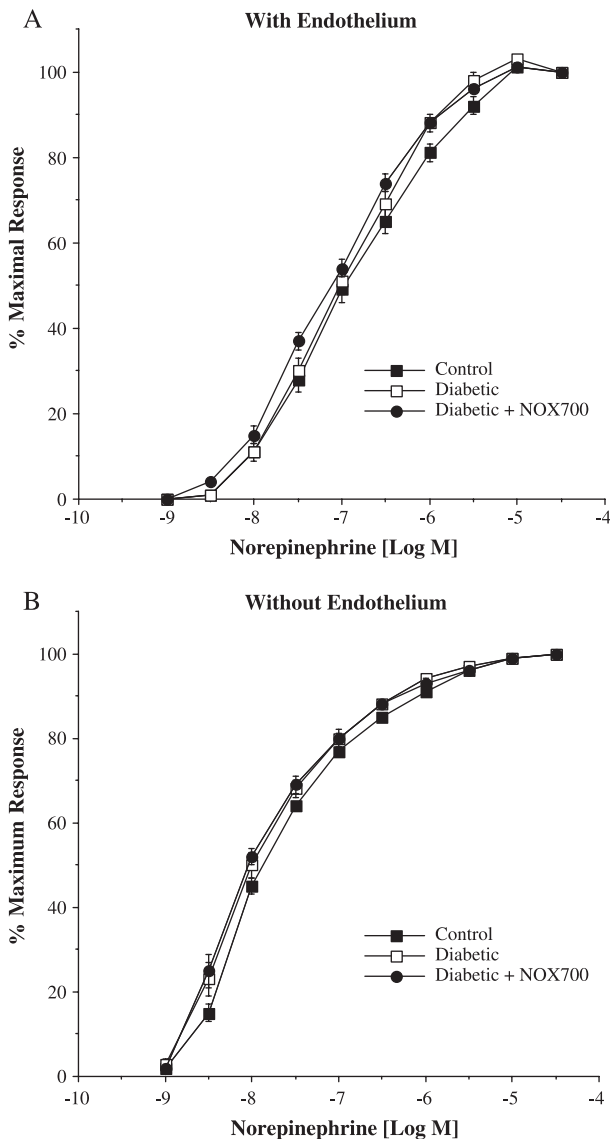 A
With Endothelium
% Maximal Response
100
80
60
40
20
0
Control
Diabetic
Diabetic + NOX700
-10 -9 -8 -7 -6 -5 -4
Norepinephrine [Log M]
B
Without Endothelium
% Maximum Response
100
80
60
40
20
0
Control
Diabetic
Diabetic + NOX700
-10 -9 -8 -7 -6 -5 -4
Norepinephrine [Log M]